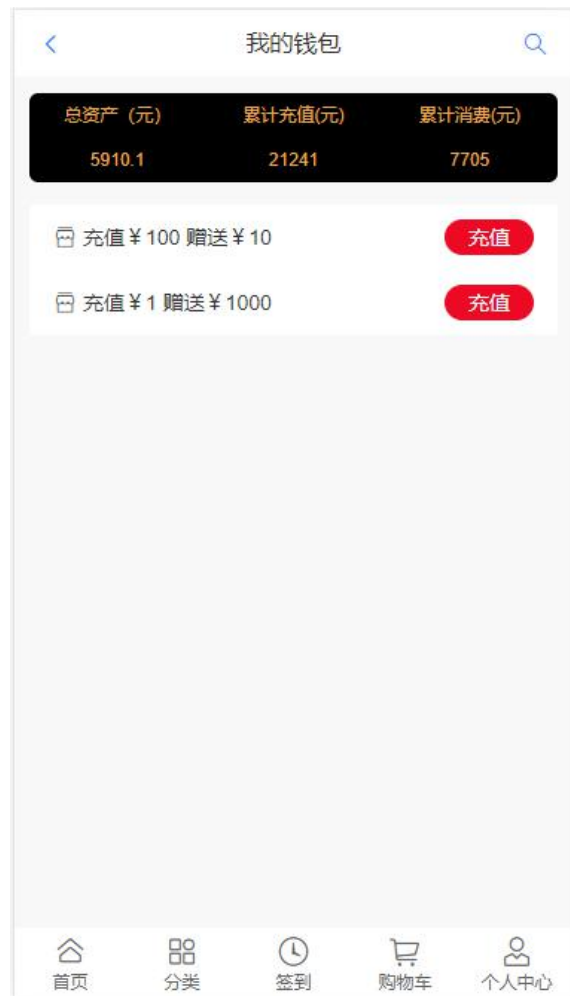 我的钱包
总资产 (元) 累计充值(元) 累计消费(元)
5910.1 21241 7705
充值¥100 赠送¥10 充值
充值¥1 赠送¥1000 充值
首页 分类 签到 购物车 个人中心